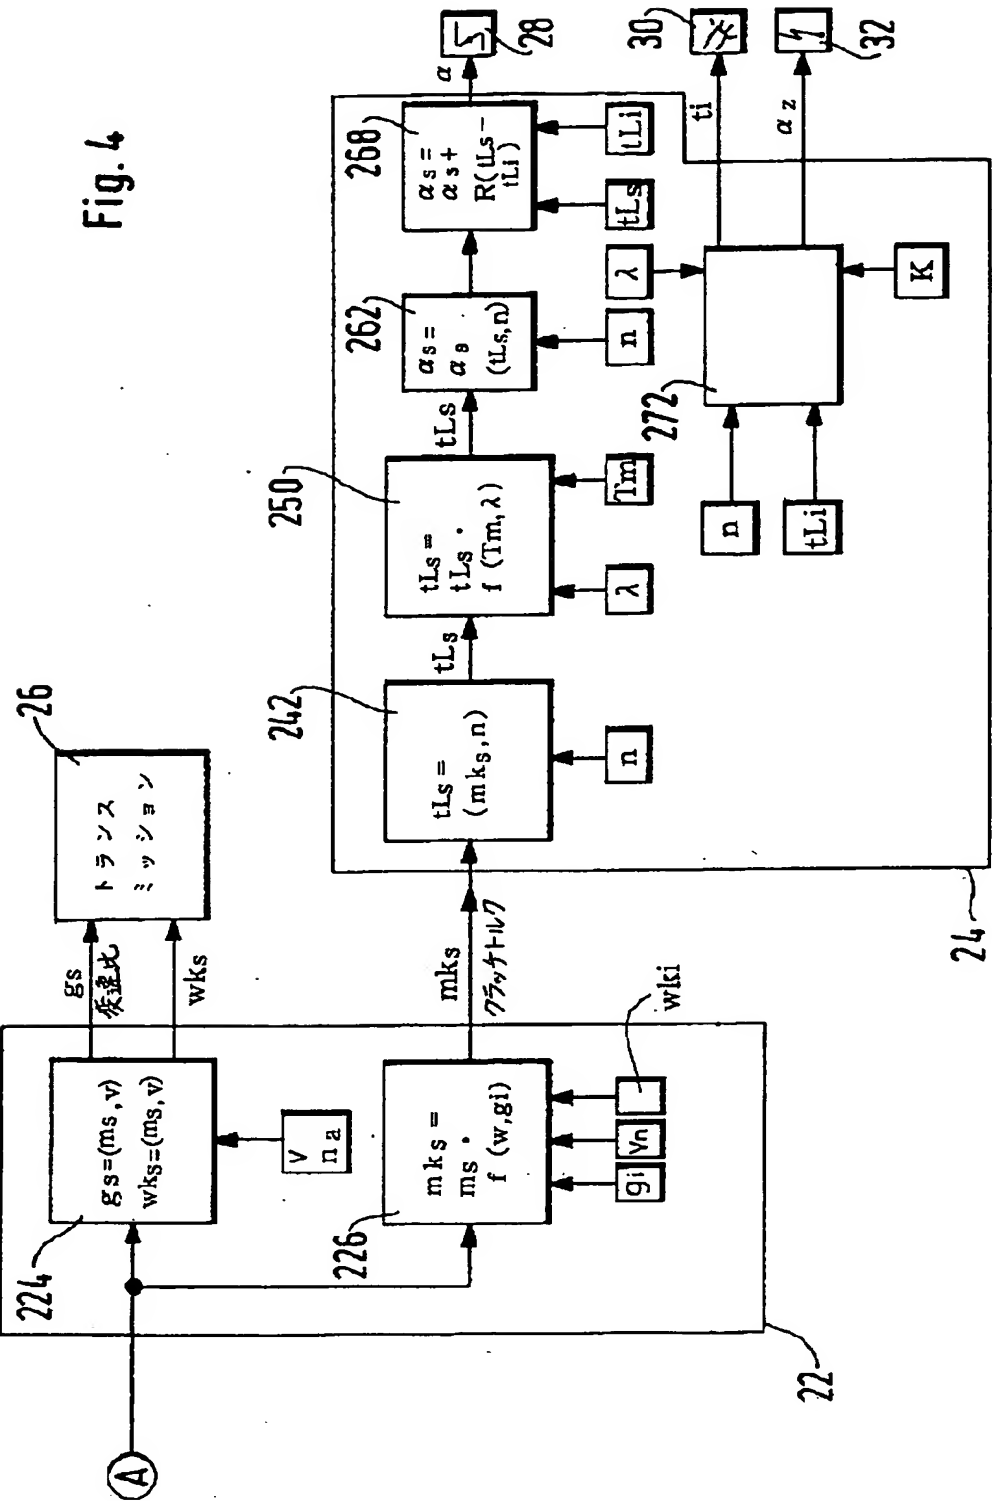 Fig. 4
A
22
224
gs=(ms,v)
wks=(ms,v)
V
na
gs
変速比
wks
26
トランス
ミッション
226
mks=
ms・
f (w,gi)
gi
Vn
wki
mks
クラッチトルク
24
242
tLs=
(mks,n)
n
tLs
250
tLs=
tLs・
f (Tm,λ)
λ
Tm
tLs
262
αs=
αs
(tLs,n)
n
268
αs=
αs+
R(tLs-
tLi)
tLs
tLi
α
28
272
n
tLi
λ
K
ti
30
αz
32